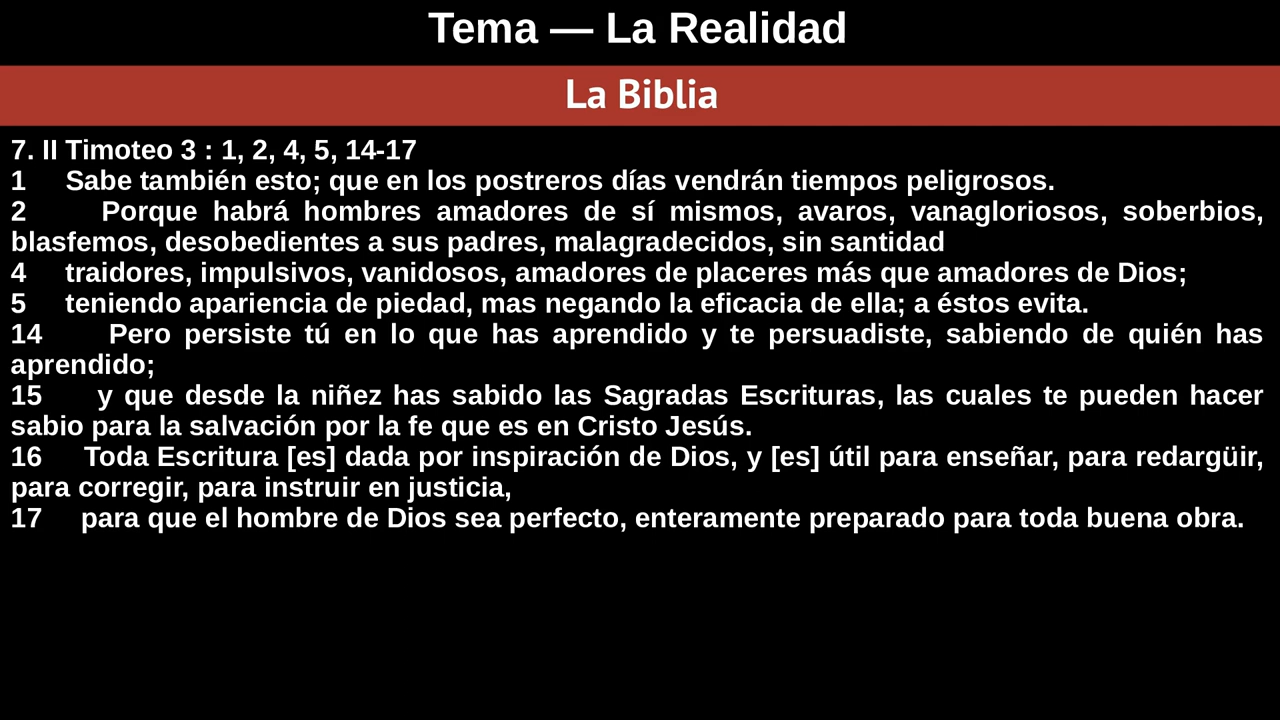 Tema — La Realidad
La Biblia
7. II Timoteo 3 : 1, 2, 4, 5, 14-17
1 Sabe también esto; que en los postreros días vendrán tiempos peligrosos.
2 Porque habrá hombres amadores de sí mismos, avaros, vanagloriosos, soberbios,
blasfemos, desobedientes a sus padres, malagradecidos, sin santidad
4 traidores, impulsivos, vanidosos, amadores de placeres más que amadores de Dios;
5 teniendo apariencia de piedad, mas negando la eficacia de ella; a éstos evita.
14 Pero persiste tú en lo que has aprendido y te persuadiste, sabiendo de quién has
aprendido;
15 y que desde la niñez has sabido las Sagradas Escrituras, las cuales te pueden hacer
sabio para la salvación por la fe que es en Cristo Jesús.
16 Toda Escritura [es] dada por inspiración de Dios, y [es] útil para enseñar, para redargüir,
para corregir, para instruir en justicia,
17 para que el hombre de Dios sea perfecto, enteramente preparado para toda buena obra.